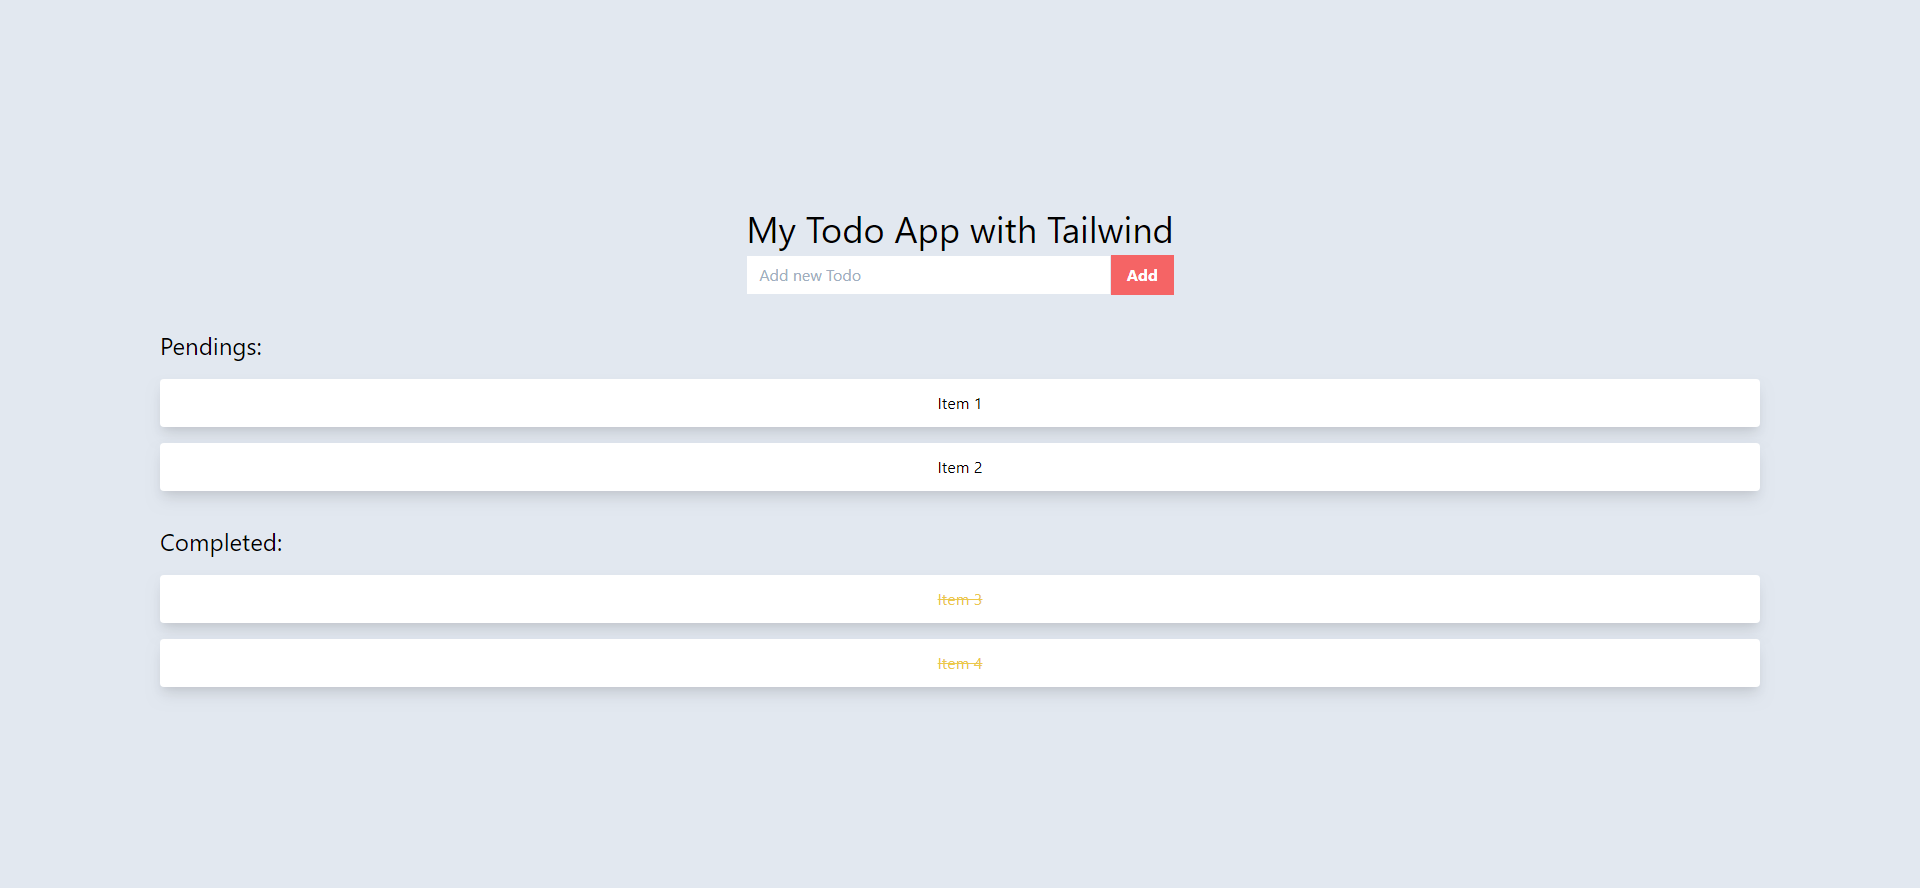 My Todo App with Tailwind
Add new Todo
Add
Pendings:
Item 1
Item 2
Completed:
Item 3
Item 4